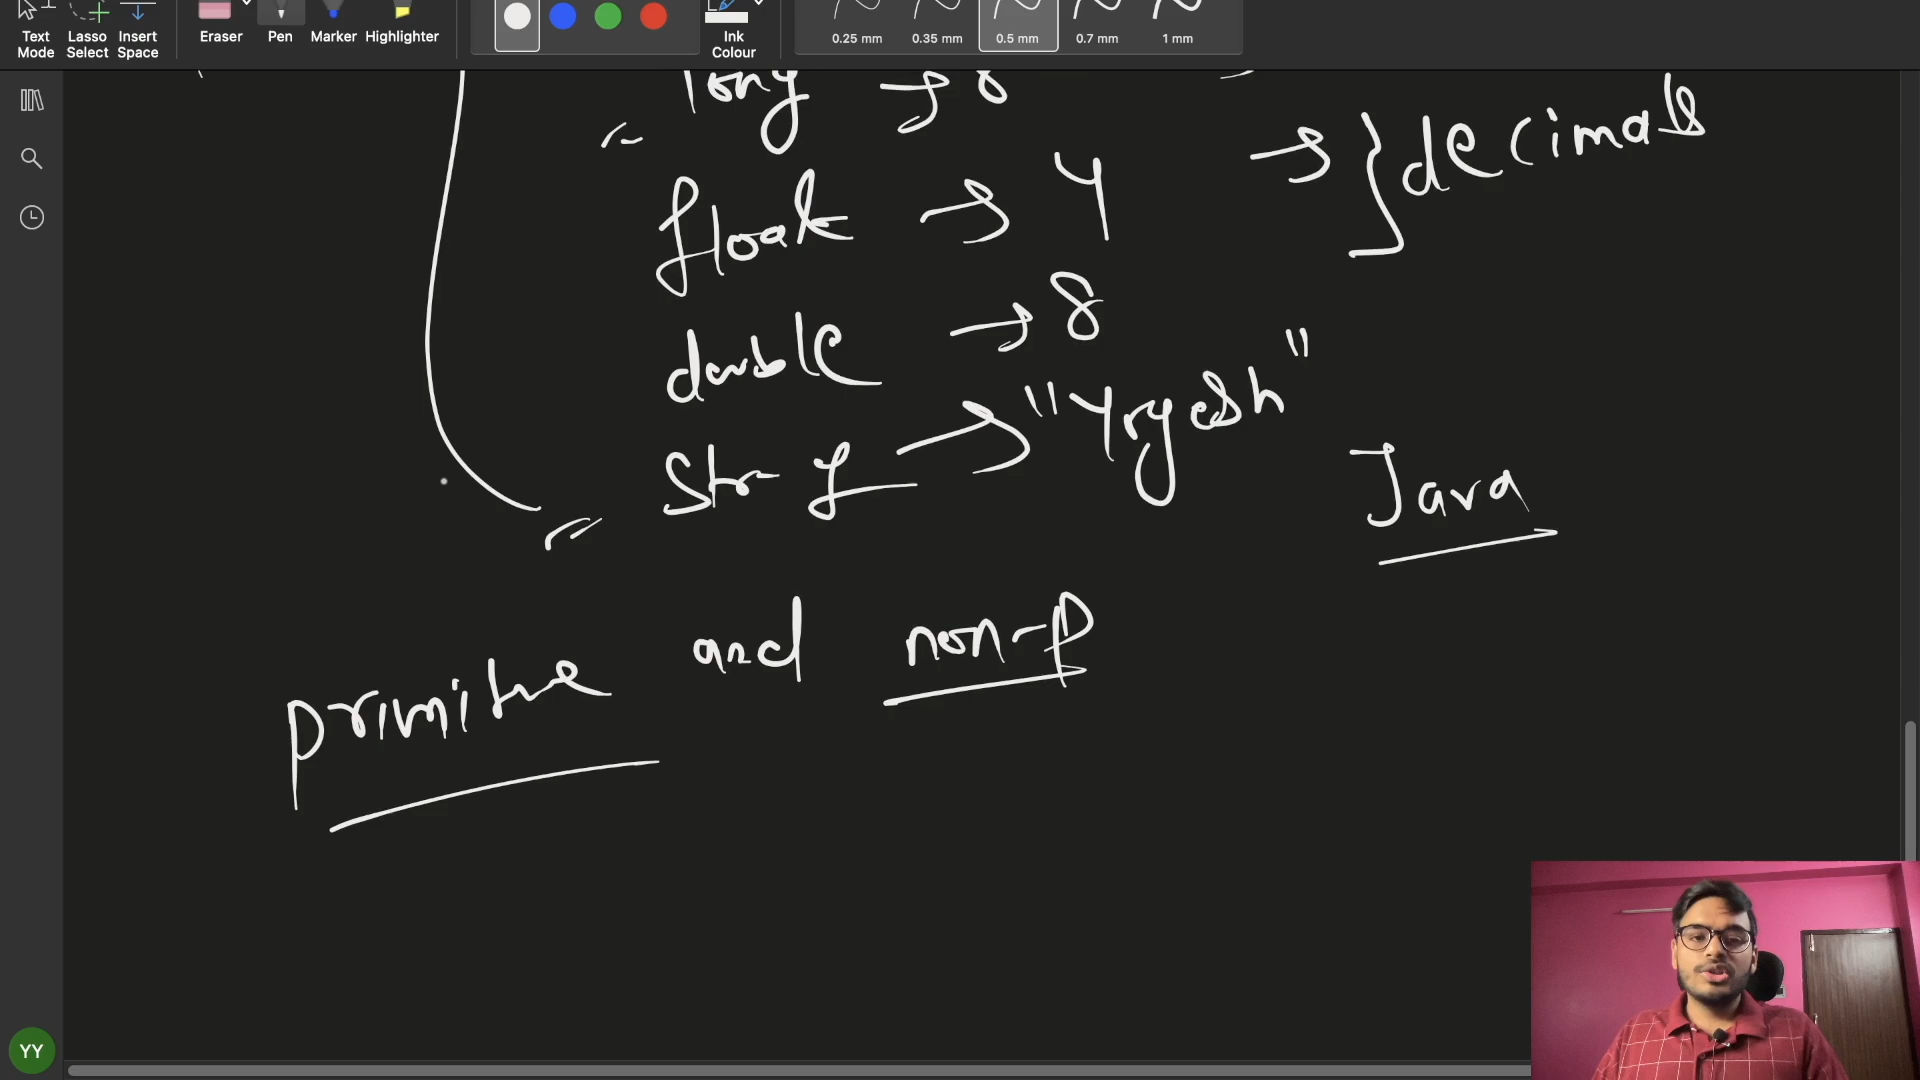 Text Mode
Lasso Select
Insert Space
Eraser
Pen
Marker
Highlighter
Ink Colour
0.25 mm
0.35 mm
0.5 mm
0.7 mm
1 mm
long → 8
float → 4 → } decimals
double → 8
String → "Yogesh"
Java
primitive and non-p
YY